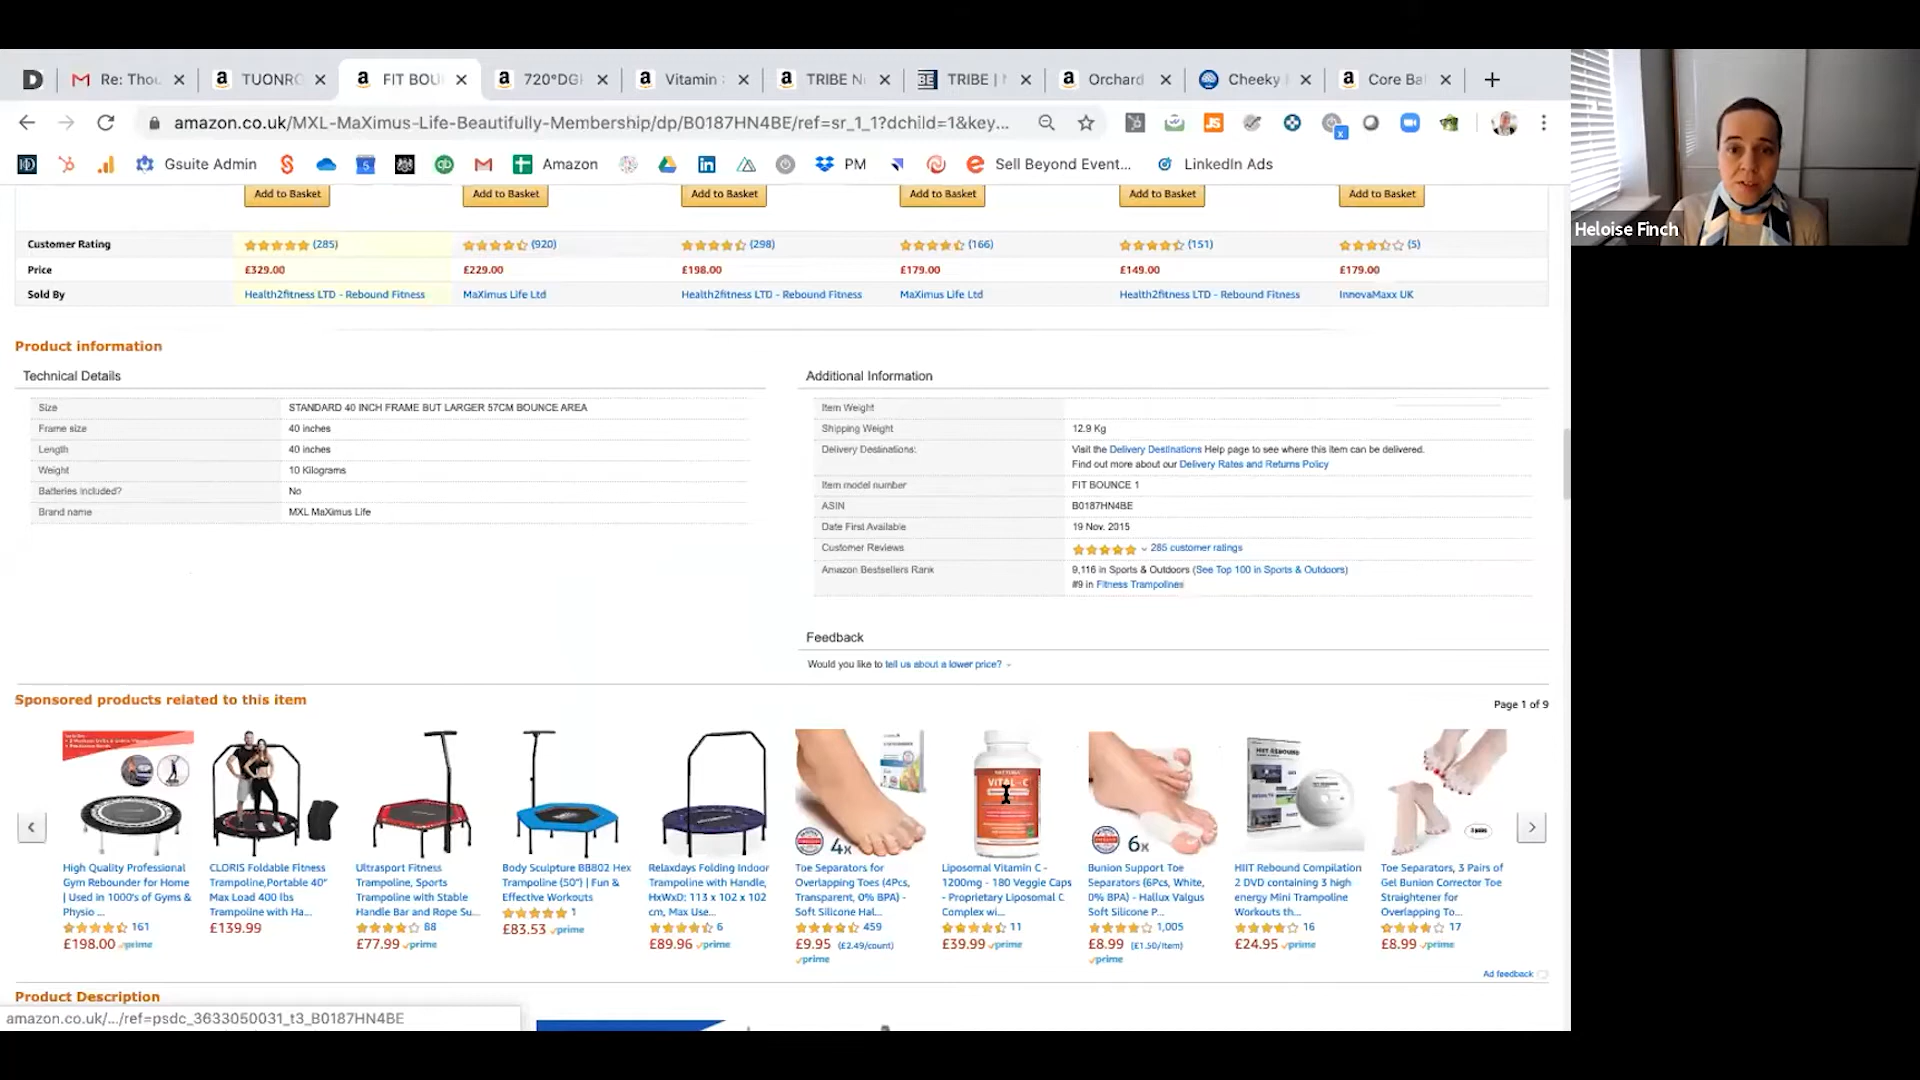 Re: Thou
TUONRO
FIT BOU
720°DGR
Vitamin
TRIBE N
TRIBE |
Orchard
Cheeky
Core Ba
amazon.co.uk/MXL-MaXimus-Life-Beautifully-Membership/dp/B0187HN4BE/ref=sr_1_1?dchild=1&key...
Gsuite Admin
Amazon
PM
Sell Beyond Event...
LinkedIn Ads
Heloise Finch
Add to Basket Add to Basket Add to Basket Add to Basket Add to Basket Add to Basket
Customer Rating (285) (920) (298) (166) (151) (5)
Price £329.00 £229.00 £198.00 £179.00 £149.00 £179.00
Sold By Health2fitness LTD - Rebound Fitness MaXimus Life Ltd Health2fitness LTD - Rebound Fitness MaXimus Life Ltd Health2fitness LTD - Rebound Fitness InnovaMaxx UK
Product information
Technical Details
Size STANDARD 40 INCH FRAME BUT LARGER 57CM BOUNCE AREA
Frame size 40 inches
Length 40 inches
Weight 10 Kilograms
Batteries Included? No
Brand name MXL MaXimus Life
Additional Information
Item Weight
Shipping Weight 12.9 Kg
Delivery Destinations: Visit the Delivery Destinations Help page to see where this item can be delivered.
Find out more about our Delivery Rates and Returns Policy
Item model number FIT BOUNCE 1
ASIN B0187HN4BE
Date First Available 19 Nov. 2015
Customer Reviews 285 customer ratings
Amazon Bestsellers Rank 9,116 in Sports & Outdoors (See Top 100 in Sports & Outdoors)
#9 in Fitness Trampolines
Feedback
Would you like to tell us about a lower price?
Sponsored products related to this item
Page 1 of 9
4x
VITAL-C
6x
HIIT REBOUND
High Quality Professional
Gym Rebounder for Home
| Used in 1000's of Gyms &
Physio ...
161
£198.00 prime
CLORIS Foldable Fitness
Trampoline,Portable 40"
Max Load 400 lbs
Trampoline with Ha...
£139.99
Ultrasport Fitness
Trampoline, Sports
Trampoline with Stable
Handle Bar and Rope Su...
88
£77.99 prime
Body Sculpture BB802 Hex
Trampoline (50") | Fun &
Effective Workouts
1
£83.53 prime
Relaxdays Folding Indoor
Trampoline with Handle,
HxWxD: 113 x 102 x 102
cm, Max Use...
6
£89.96 prime
Toe Separators for
Overlapping Toes (4Pcs,
Transparent, 0% BPA) -
Soft Silicone Hal...
459
£9.95 (£2.49/count)
prime
Liposomal Vitamin C -
1200mg - 180 Veggie Caps
- Proprietary Liposomal C
Complex wi...
11
£39.99 prime
Bunion Support Toe
Separators (6Pcs, White,
0% BPA) - Hallux Valgus
Soft Silicone P...
1,005
£8.99 (£1.50/Item)
prime
HIIT Rebound Compilation
2 DVD containing 3 high
energy Mini Trampoline
Workouts th...
16
£24.95 prime
Toe Separators, 3 Pairs of
Gel Bunion Corrector Toe
Straightener for
Overlapping To...
17
£8.99 prime
Ad feedback
Product Description
amazon.co.uk/.../ref=psdc_3633050031_t3_B0187HN4BE